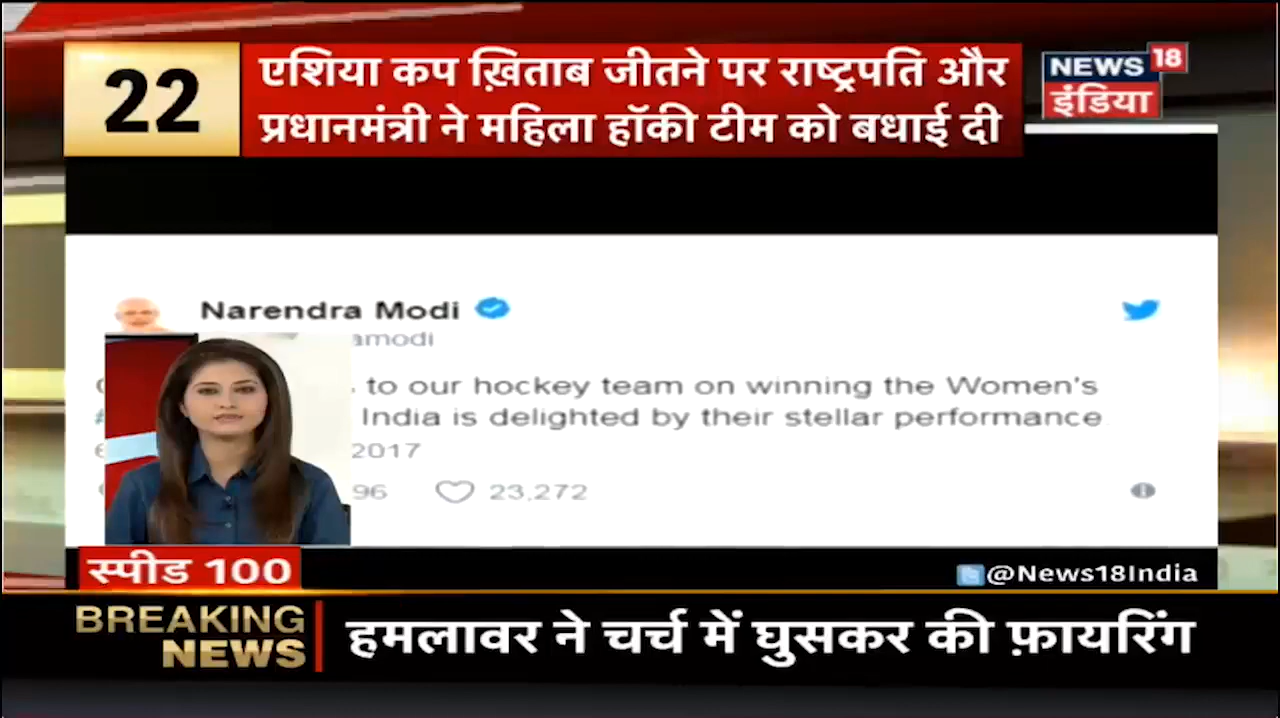 22
एशिया कप ख़िताब जीतने पर राष्ट्रपति और
प्रधानमंत्री ने महिला हॉकी टीम को बधाई दी
NEWS 18
इंडिया
Narendra Modi
amodi
to our hockey team on winning the Women's
India is delighted by their stellar performance
2017
96 23,272
स्पीड 100
@News18India
BREAKING
NEWS
हमलावर ने चर्च में घुसकर की फ़ायरिंग